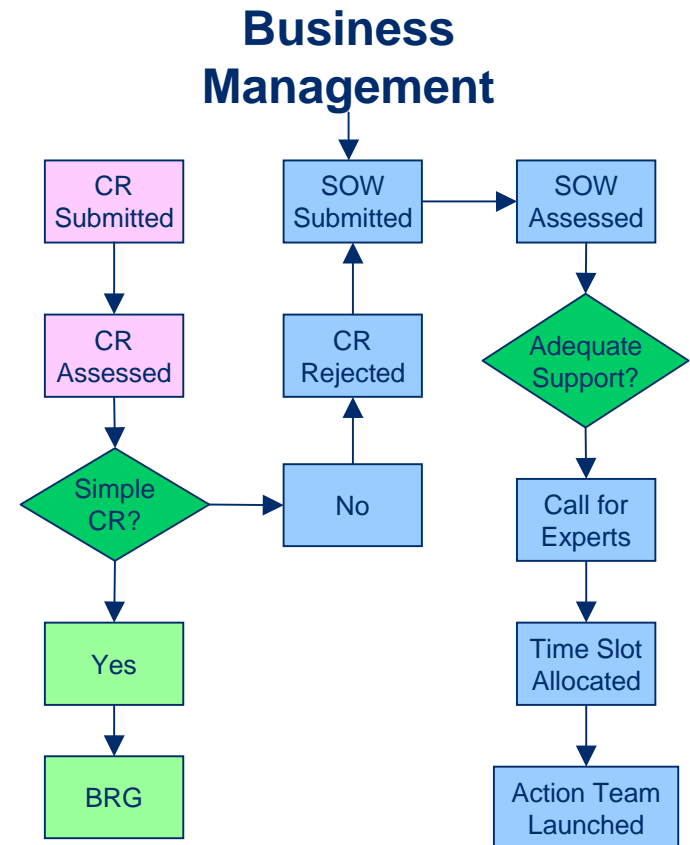 Business
Management
CR
Submitted
SOW
Submitted
SOW
Assessed
CR
Assessed
CR
Rejected
Adequate
Support?
Simple
CR?
No
Call for
Experts
Yes
Time Slot
Allocated
BRG
Action Team
Launched